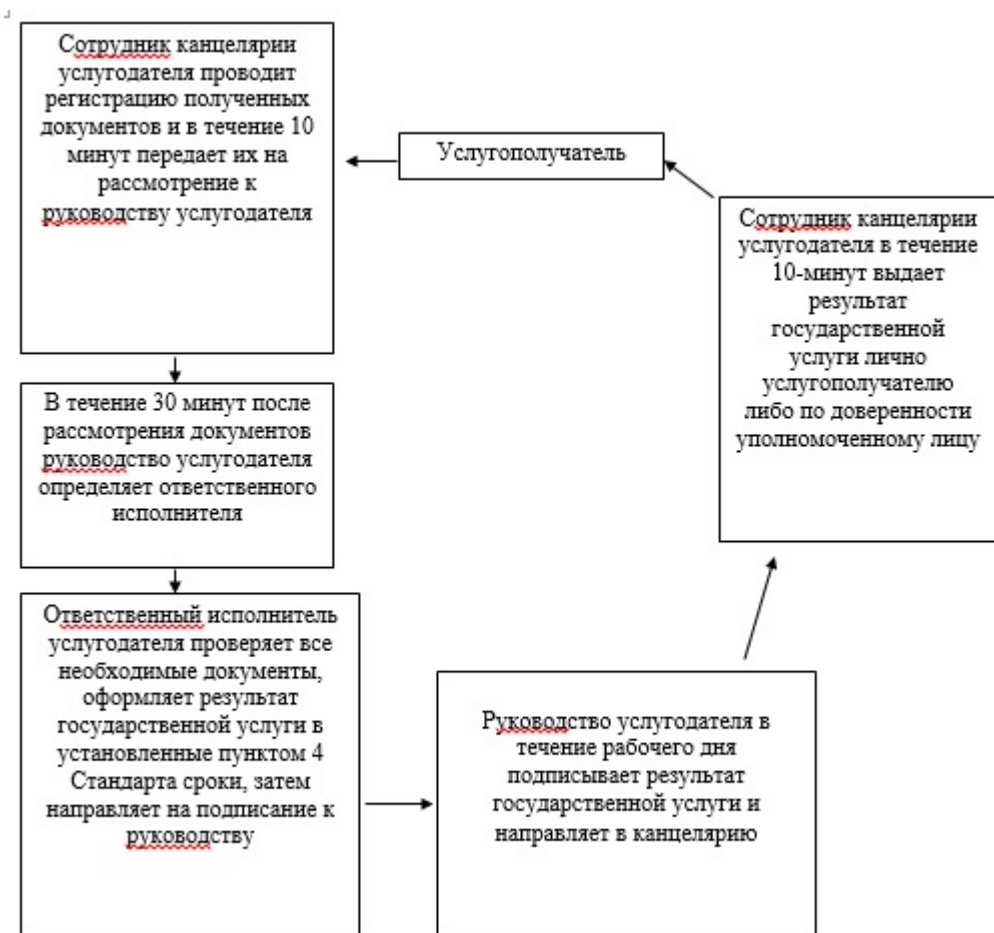 Сотрудник канцелярии
услугодателя проводит
регистрацию полученных
документов и в течение 10
минут передает их на
рассмотрение к
руководству услугодателя
Услугополучатель
Сотрудник канцелярии
услугодателя в течение
10-минут выдает
результат
государственной
услуги лично
услугополучателю
либо по доверенности
уполномоченному лицу
В течение 30 минут после
рассмотрения документов
руководство услугодателя
определяет ответственного
исполнителя
Ответственный исполнитель
услугодателя проверяет все
необходимые документы,
оформляет результат
государственной услуги в
установленные пунктом 4
Стандарта сроки, затем
направляет на подписание к
руководству
Руководство услугодателя в
течение рабочего дня
подписывает результат
государственной услуги и
направляет в канцелярию